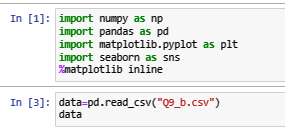 In [1]: import numpy as np
import pandas as pd
import matplotlib.pyplot as plt
import seaborn as sns
%matplotlib inline
In [3]: data=pd.read_csv("Q9_b.csv")
data